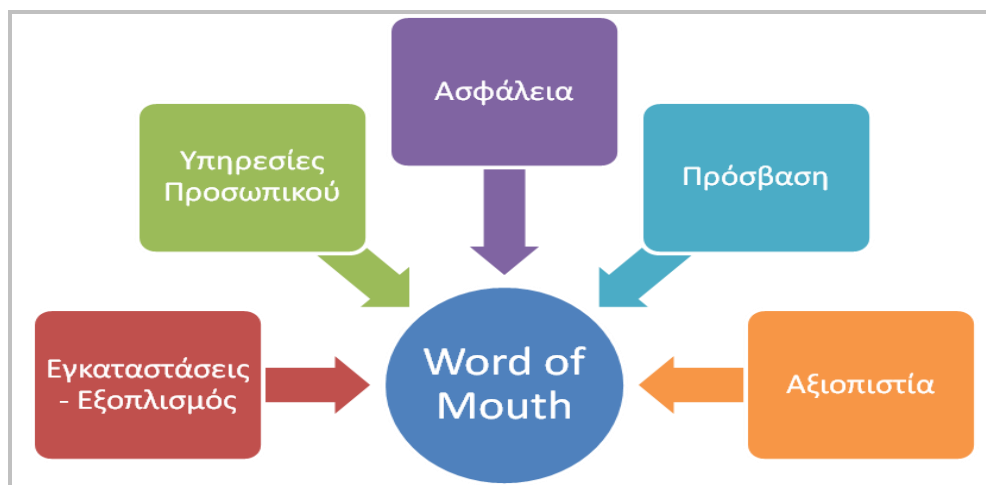 Ασφάλεια
Υπηρεσίες
Προσωπικού
Πρόσβαση
Εγκαταστάσεις
- Εξοπλισμός
Word of
Mouth
Αξιοπιστία